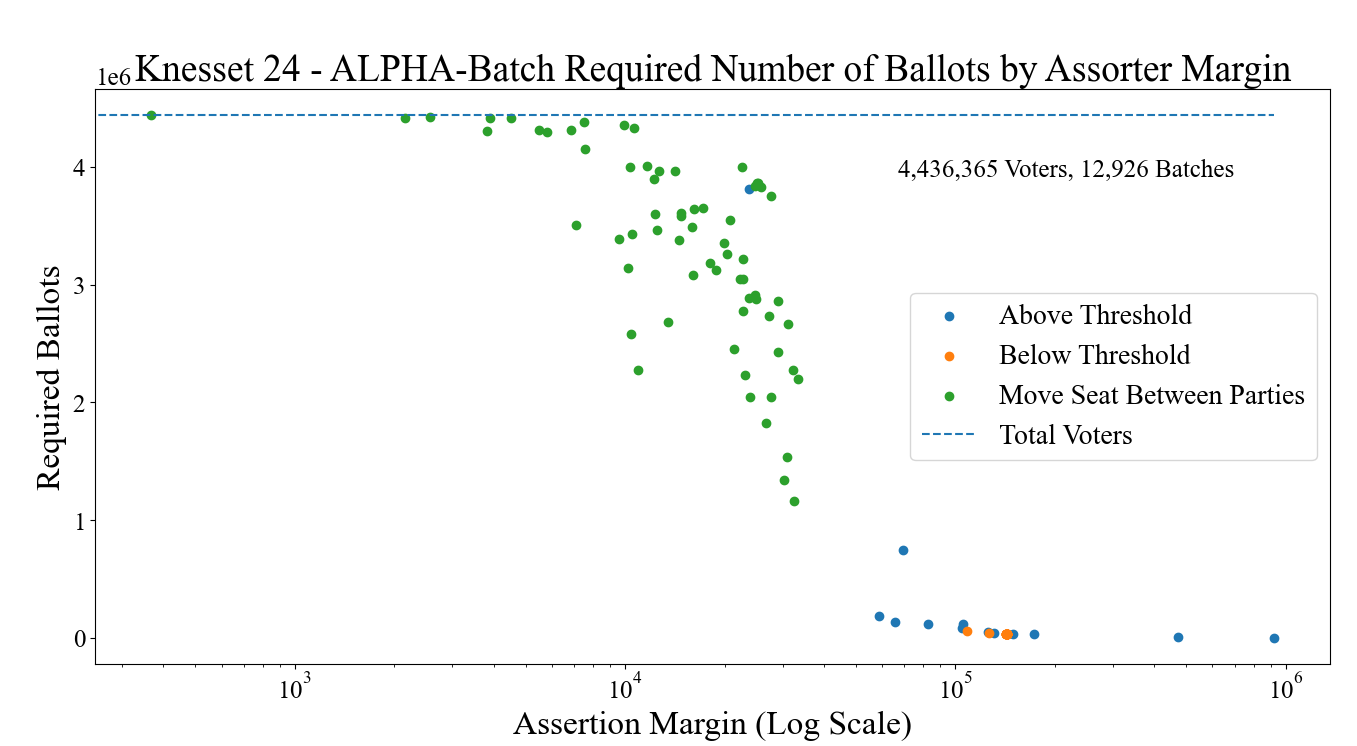 Knesset 24 - ALPHA-Batch Required Number of Ballots by Assorter Margin
1e6
4
3
2
1
0
Required Ballots
4,436,365 Voters, 12,926 Batches
Above Threshold
Below Threshold
Move Seat Between Parties
Total Voters
10³ 10⁴ 10⁵ 10⁶
Assertion Margin (Log Scale)